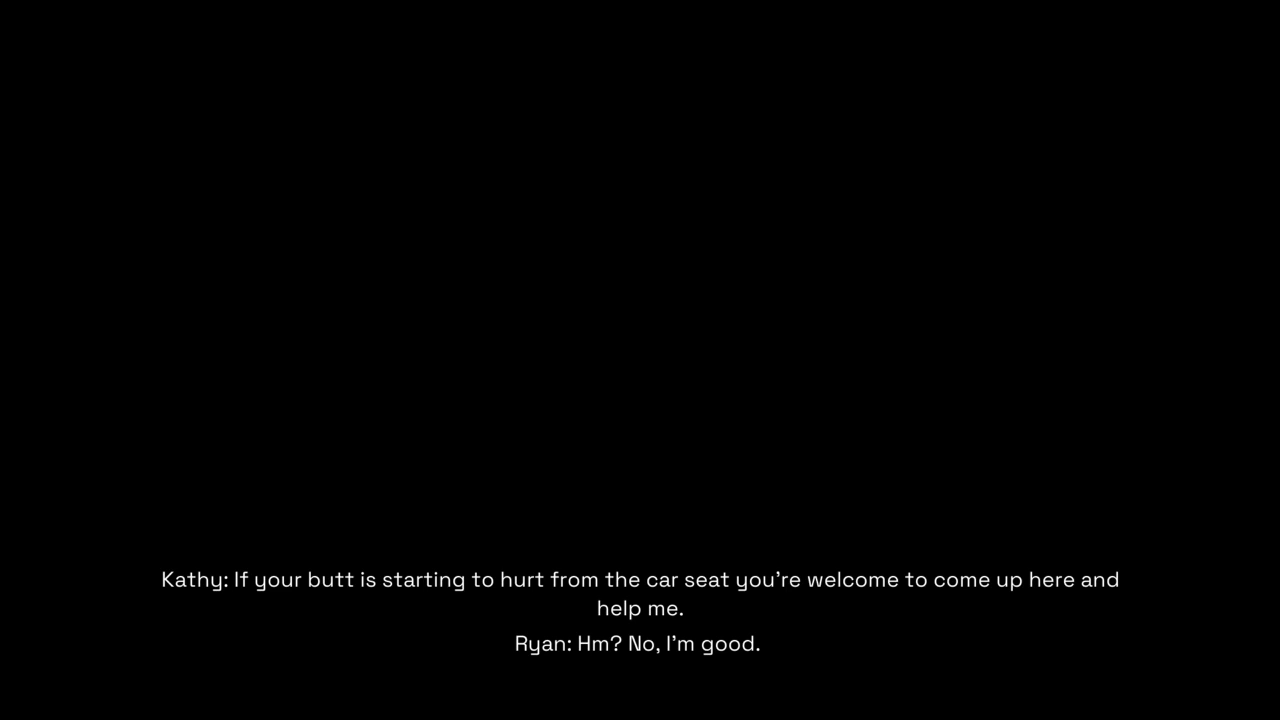 Kathy: If your butt is starting to hurt from the car seat you’re welcome to come up here and
help me.
Ryan: Hm? No, I’m good.